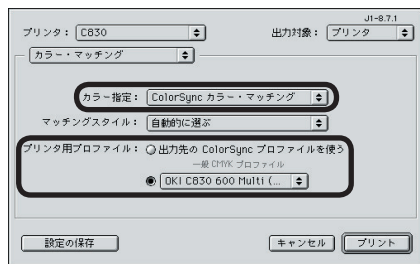 J1-8.7.1
プリンタ： C830 出力対象： プリンタ
カラー・マッチング
カラー指定： ColorSync カラー・マッチング
マッチングスタイル： 自動的に選ぶ
プリンタ用プロファイル： 出力先の ColorSync プロファイルを使う
一般 CMYK プロファイル
OKI C830 600 Multi (...
設定の保存 キャンセル プリント